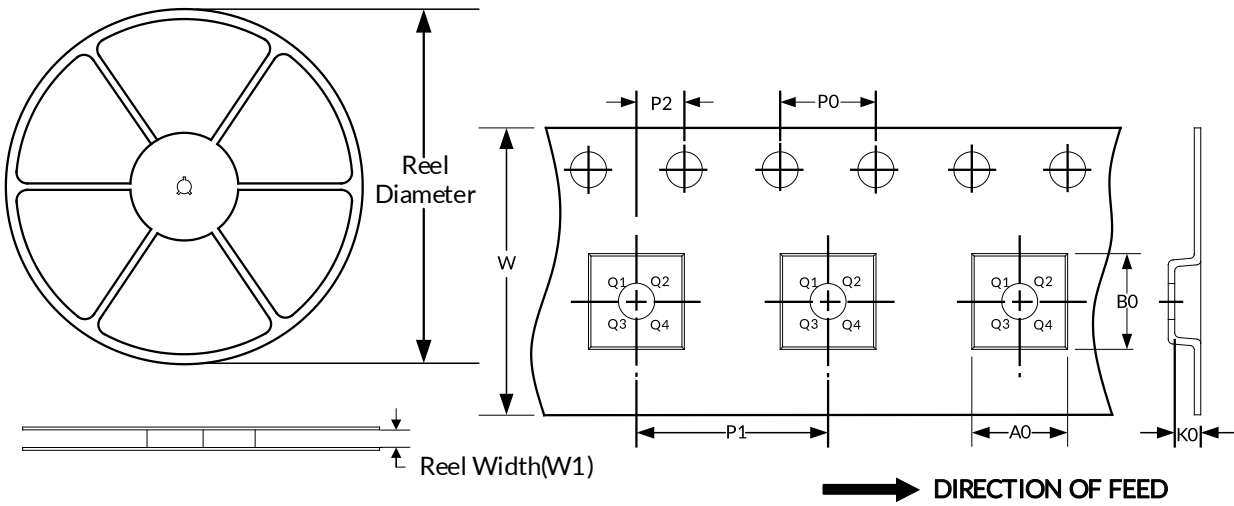 P2
P0
Reel
Diameter
W
Q1 Q2
Q3 Q4
Q1 Q2
Q3 Q4
Q1 Q2
Q3 Q4
B0
P1
A0
K0
Reel Width(W1)
DIRECTION OF FEED